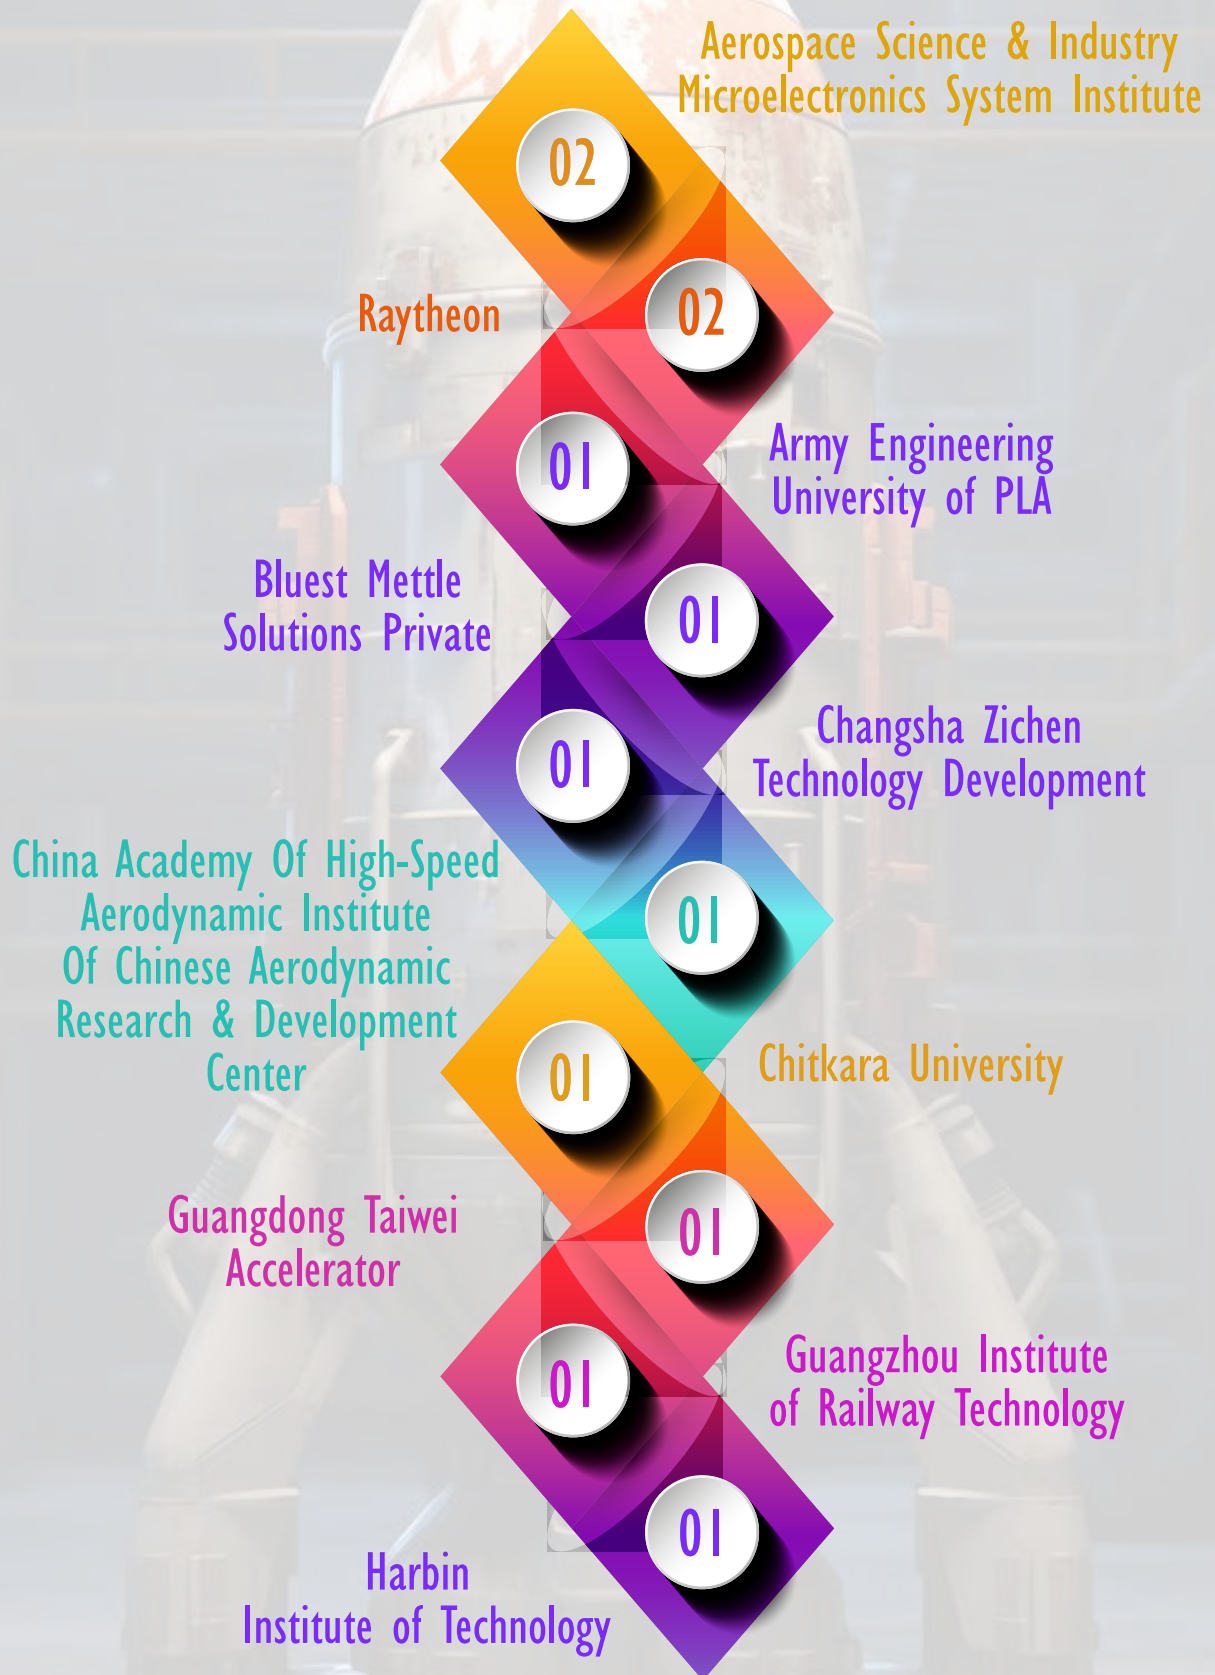 Aerospace Science & Industry
Microelectronics System Institute
02
Raytheon
02
Army Engineering
University of PLA
01
Bluest Mettle
Solutions Private
01
Changsha Zichen
Technology Development
01
China Academy Of High-Speed
Aerodynamic Institute
Of Chinese Aerodynamic
Research & Development
Center
01
Chitkara University
01
Guangdong Taiwei
Accelerator
01
Guangzhou Institute
of Railway Technology
01
Harbin
Institute of Technology
01